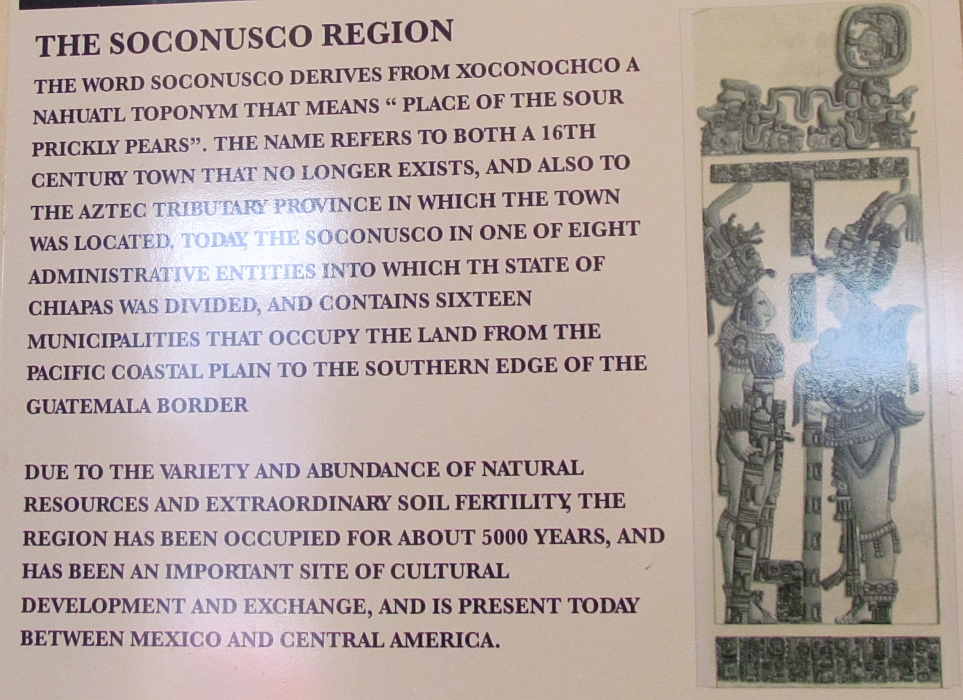 THE SOCONUSCO REGION
THE WORD SOCONUSCO DERIVES FROM XOCONOCHCO A
NAHUATL TOPONYM THAT MEANS “ PLACE OF THE SOUR
PRICKLY PEARS”. THE NAME REFERS TO BOTH A 16TH
CENTURY TOWN THAT NO LONGER EXISTS, AND ALSO TO
THE AZTEC TRIBUTARY PROVINCE IN WHICH THE TOWN
WAS LOCATED, TODAY, THE SOCONUSCO IN ONE OF EIGHT
ADMINISTRATIVE ENTITIES INTO WHICH TH STATE OF
CHIAPAS WAS DIVIDED, AND CONTAINS SIXTEEN
MUNICIPALITIES THAT OCCUPY THE LAND FROM THE
PACIFIC COASTAL PLAIN TO THE SOUTHERN EDGE OF THE
GUATEMALA BORDER
DUE TO THE VARIETY AND ABUNDANCE OF NATURAL
RESOURCES AND EXTRAORDINARY SOIL FERTILITY, THE
REGION HAS BEEN OCCUPIED FOR ABOUT 5000 YEARS, AND
HAS BEEN AN IMPORTANT SITE OF CULTURAL
DEVELOPMENT AND EXCHANGE, AND IS PRESENT TODAY
BETWEEN MEXICO AND CENTRAL AMERICA.